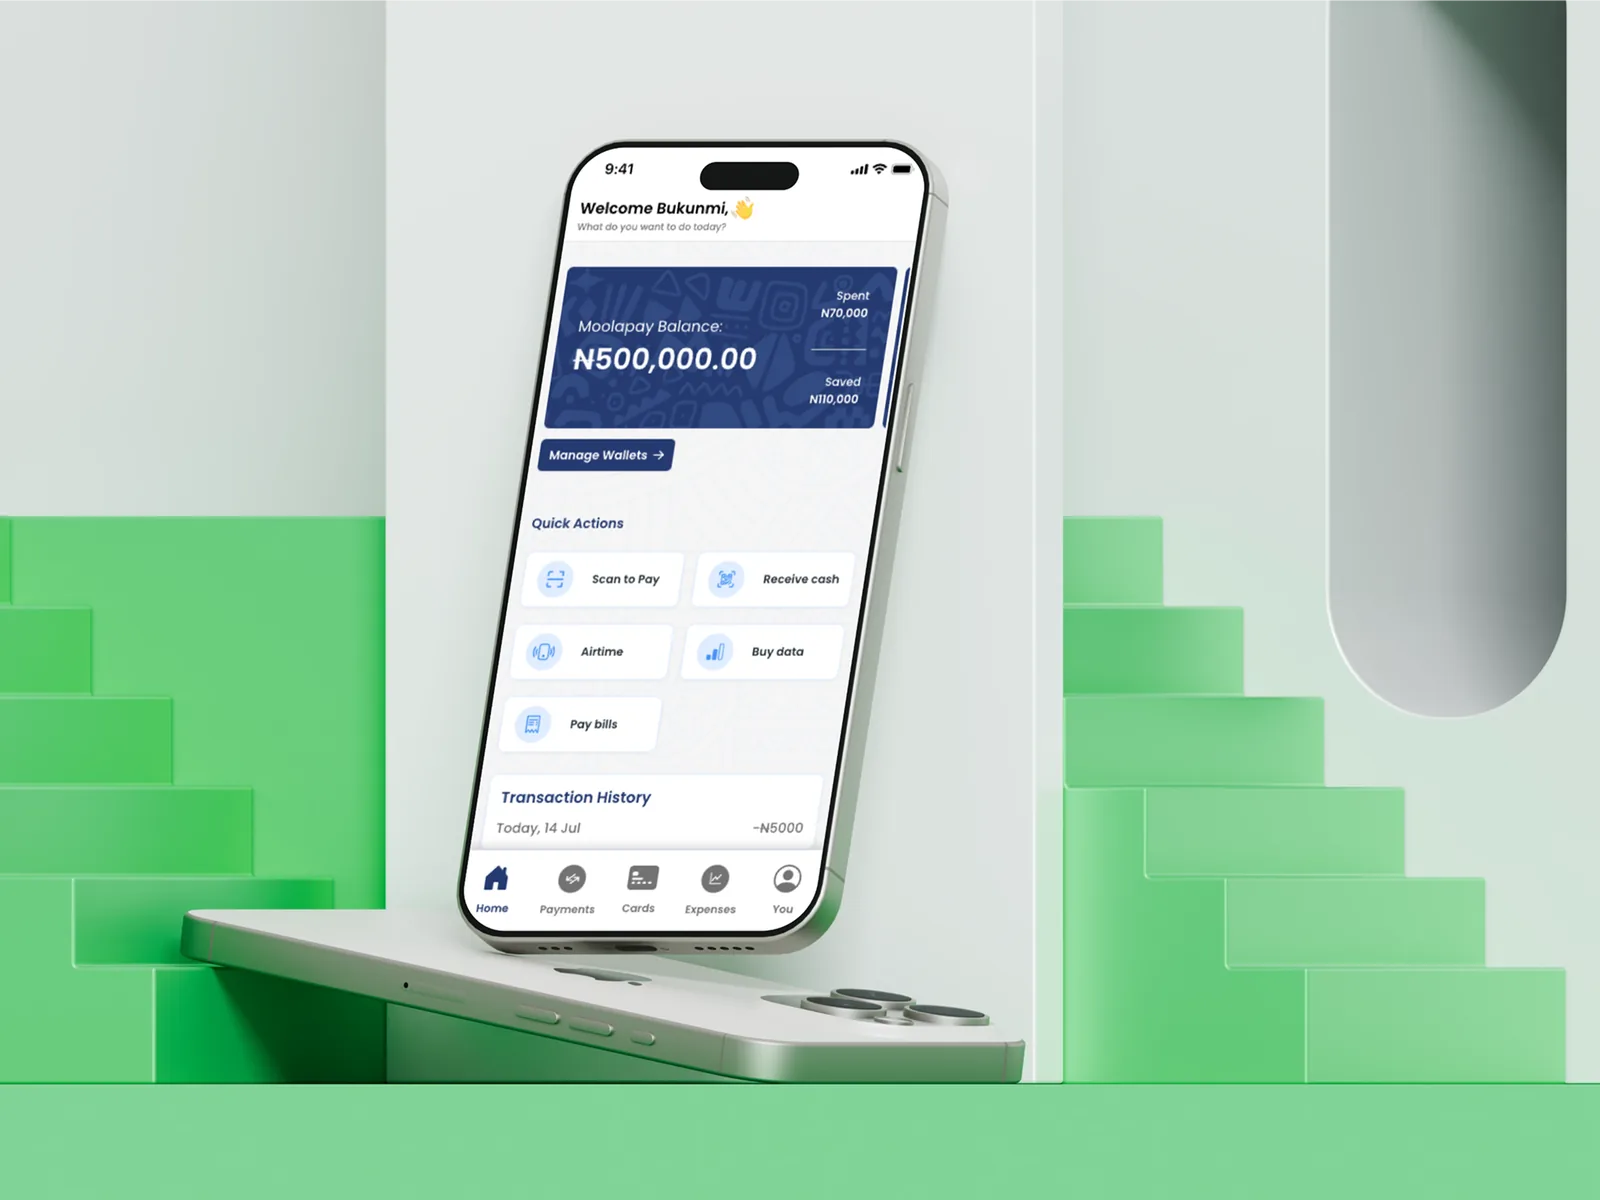 9:41
Welcome Bukunmi, 👋
What do you want to do today?
Moolapay Balance:
₦500,000.00
Spent
N70,000
Saved
N110,000
Manage Wallets →
Quick Actions
Scan to Pay
Receive cash
Airtime
Buy data
Pay bills
Transaction History
Today, 14 Jul
-₦5000
Home
Payments
Cards
Expenses
You